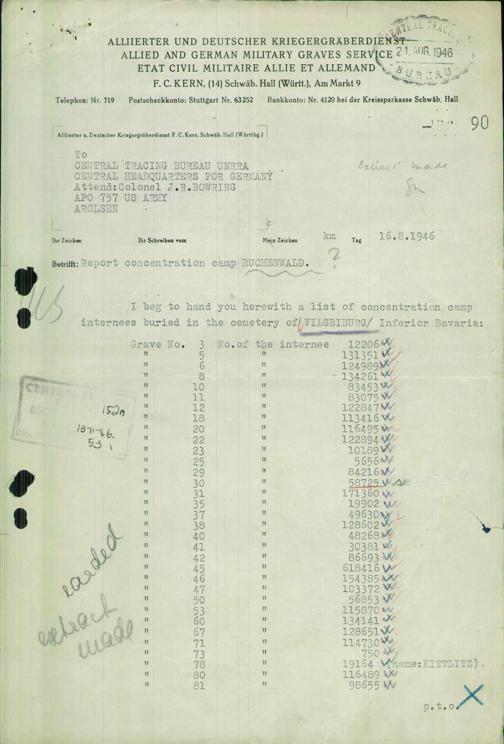 ALLIIERTER UND DEUTSCHER KRIEGERGRÄBERDIENST
ALLIED AND GERMAN MILITARY GRAVES SERVICE
ETAT CIVIL MILITAIRE ALLIE ET ALLEMAND
F. C. KERN, (14) Schwäb. Hall (Württ.), Am Markt 9
CENTRAL TRACING
21. AUG. 1946
BUREAU
Telephon: Nr. 719 Postscheckkonto: Stuttgart Nr. 63252 Bankkonto: Nr. 4120 bei der Kreissparkasse Schwäb. Hall
90
Alliierter u. Deutscher Kriegergräberdienst F. C. Kern, Schwäb. Hall (Württbg.)
To
CENTRAL TRACING BUREAU UNRRA
CENTRAL HEADQUARTERS FOR GERMANY
Attend:Colonel J.R.BOWRING
APO 757 US ARMY
AROLSEN
extract made
Ihr Zeichen Ihr Schreiben vom Mein Zeichen km Tag 16.8.1946
Betrifft: Report concentration camp BUCHENWALD.
?
I beg to hand you herewith a list of concentration camp
internees buried in the cemetery of VILSBIBURG/ Inferior Bavaria:
Grave No. 3 No.of the internee 12206
" 5 " 131351
" 6 " 124989
" 8 " 134261
" 10 " 83453
" 11 " 83075
" 12 " 122847
" 18 " 113416
" 20 " 116495
" 22 " 122894
" 23 " 10189
" 25 " 5656
" 29 " 84216
" 30 " 58725
" 31 " 171360
" 35 " 19902
" 37 " 49630
" 38 " 128602
" 40 " 48268
" 41 " 30381
" 42 " 86693
" 45 " 618416
" 46 " 154385
" 47 " 103372
" 50 " 56853
" 53 " 115870
" 60 " 134141
" 67 " 128651
" 71 " 114730
" 73 " 750
" 78 " 19164 (name:KITTLITZ).
" 80 " 116489
" 81 " 98655
carded
extract
made
p.t.o.